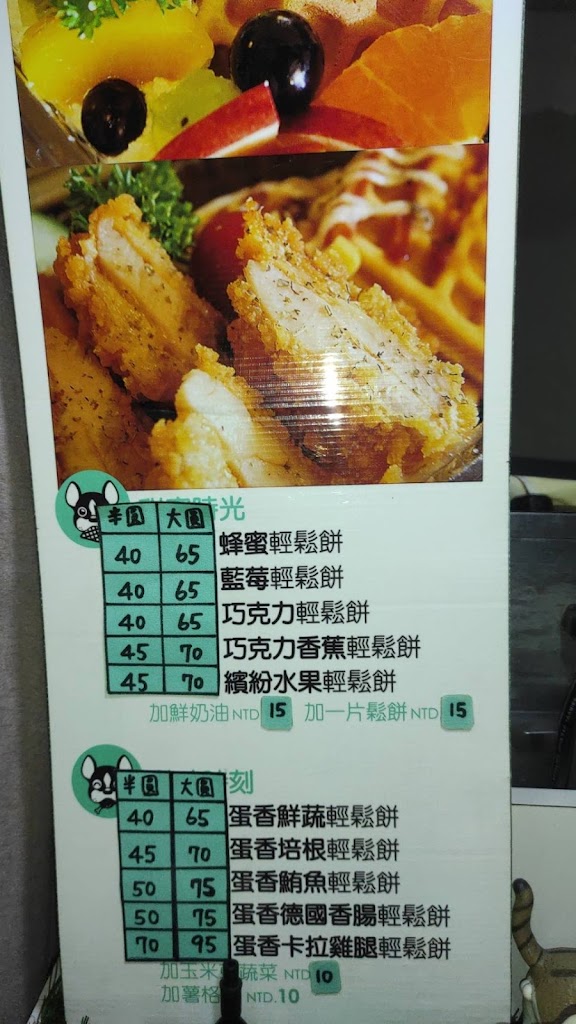 時光
半圓 大圓
40 65 蜂蜜輕鬆餅
40 65 藍莓輕鬆餅
40 65 巧克力輕鬆餅
45 70 巧克力香蕉輕鬆餅
45 70 繽紛水果輕鬆餅
加鮮奶油 NTD 15 加一片鬆餅 NTD 15
刻
半圓 大圓
40 65 蛋香鮮蔬輕鬆餅
45 70 蛋香培根輕鬆餅
50 75 蛋香鮪魚輕鬆餅
50 75 蛋香德國香腸輕鬆餅
70 95 蛋香卡拉雞腿輕鬆餅
加玉米 蔬菜 NTD 10
加薯格 NTD.10